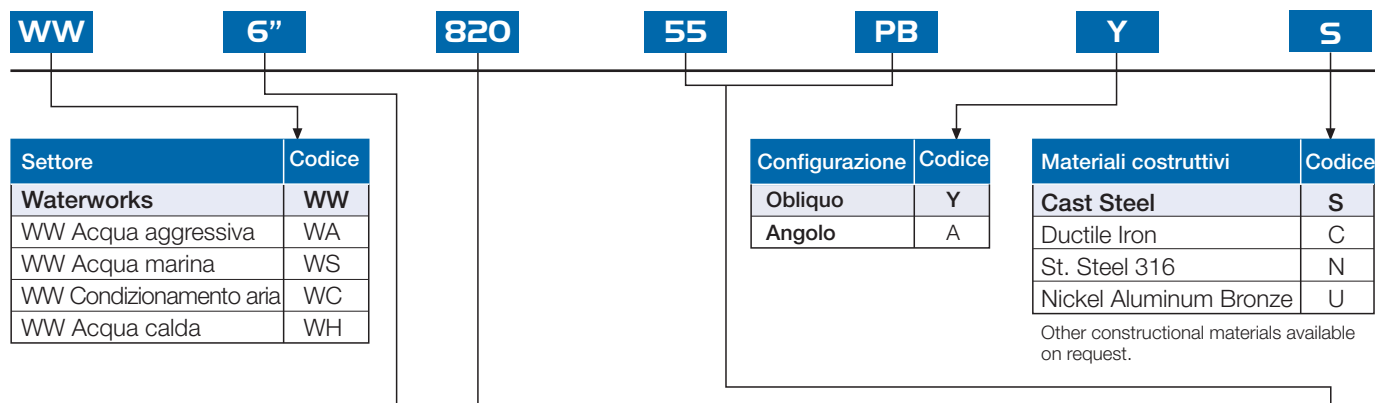 WW 6” 820 55 PB Y S
Settore Codice
Waterworks WW
WW Acqua aggressiva WA
WW Acqua marina WS
WW Condizionamento aria WC
WW Acqua calda WH
Configurazione Codice
Obliquo Y
Angolo A
Materiali costruttivi Codice
Cast Steel S
Ductile Iron C
St. Steel 316 N
Nickel Aluminum Bronze U
Other constructional materials available
on request.